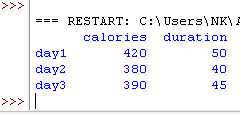 >>>
=== RESTART: C:\Users\NK\
calories duration
day1 420 50
day2 380 40
day3 390 45
>>>